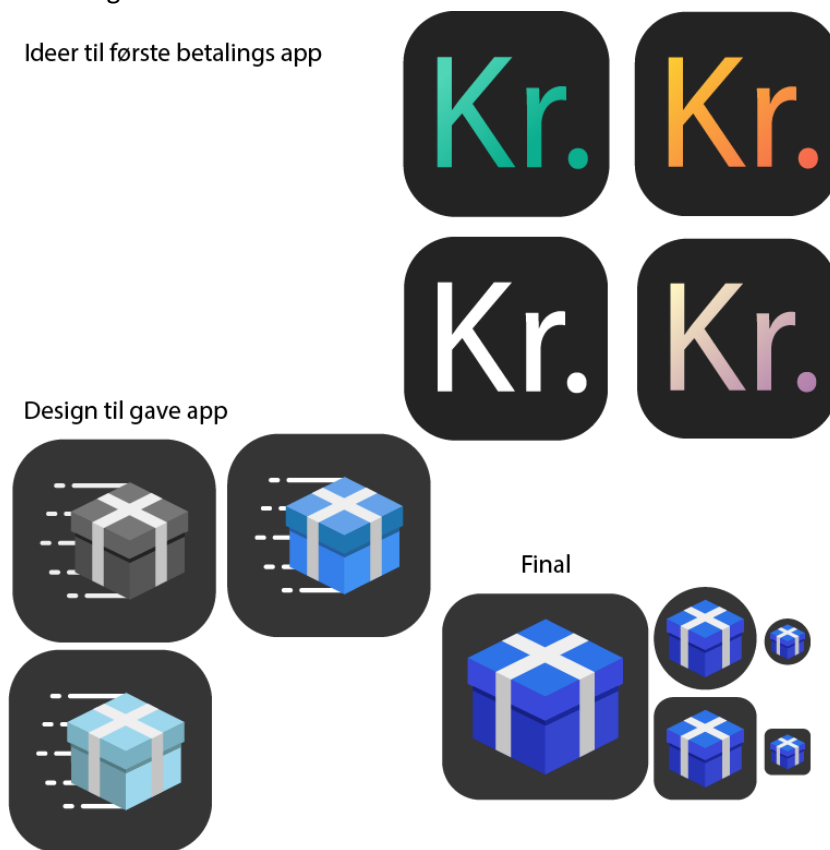 Ideer til første betalings app
Kr.
Kr.
Kr.
Kr.
Design til gave app
Final